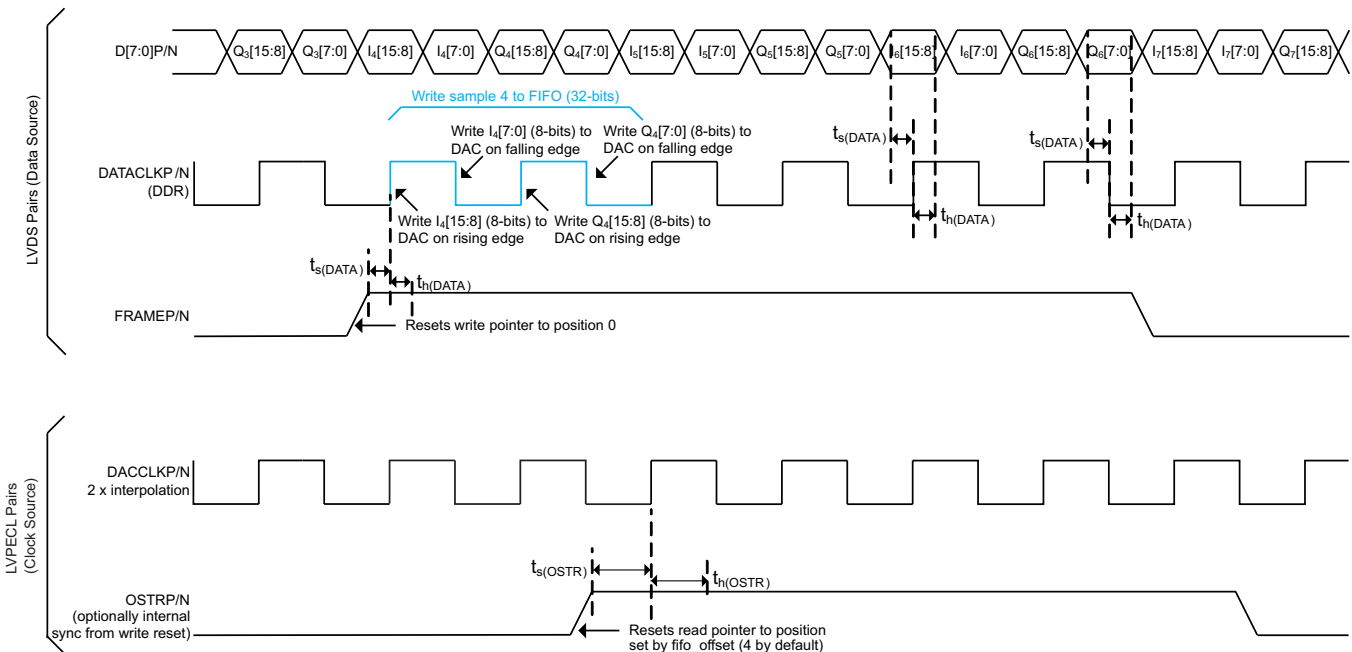 LVDS Pairs (Data Source)
D[7:0]P/N
Q₃[15:8] Q₃[7:0] I₄[15:8] I₄[7:0] Q₄[15:8] Q₄[7:0] I₅[15:8] I₅[7:0] Q₅[15:8] Q₅[7:0] I₆[15:8] I₆[7:0] Q₆[15:8] Q₆[7:0] I₇[15:8] I₇[7:0] Q₇[15:8]
Write sample 4 to FIFO (32-bits)
Write I₄[7:0] (8-bits) to
DAC on falling edge
Write Q₄[7:0] (8-bits) to
DAC on falling edge
tₛ(DATA)
tₛ(DATA)
DATACLKP/N
(DDR)
Write I₄[15:8] (8-bits) to
DAC on rising edge
Write Q₄[15:8] (8-bits) to
DAC on rising edge
tₕ(DATA)
tₕ(DATA)
tₛ(DATA)
tₕ(DATA)
FRAMEP/N
Resets write pointer to position 0
LVPECL Pairs
(Clock Source)
DACCLKP/N
2 x interpolation
tₛ(OSTR)
tₕ(OSTR)
OSTRP/N
(optionally internal
sync from write reset)
Resets read pointer to position
set by fifo_offset (4 by default)